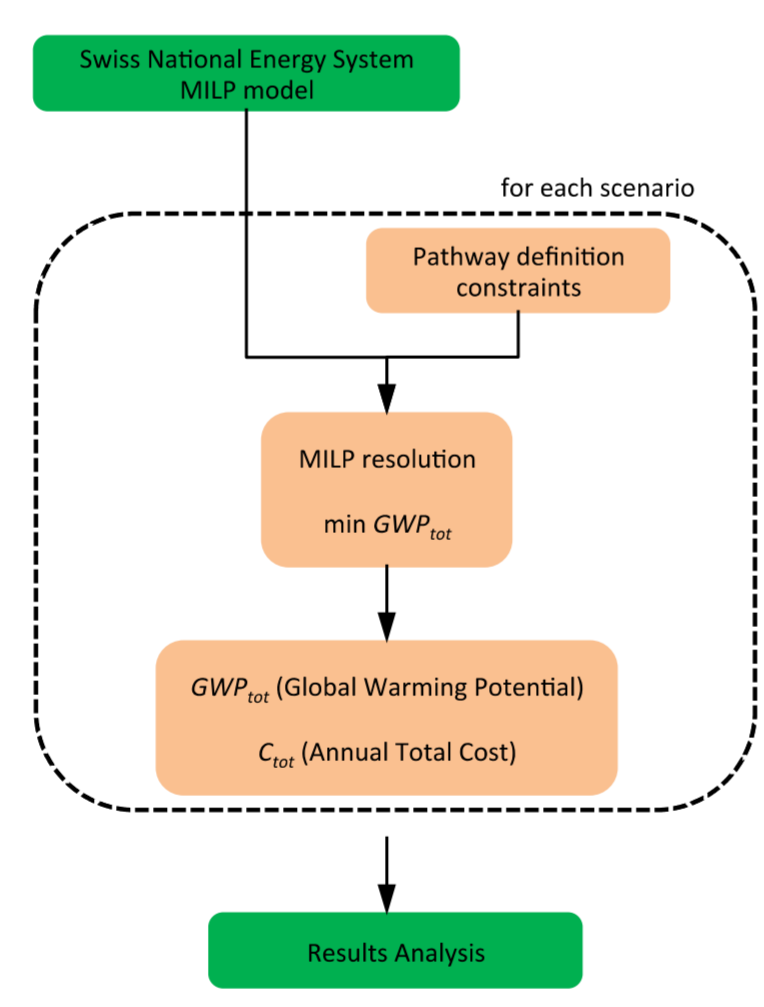 Swiss National Energy System
MILP model
for each scenario
Pathway definition
constraints
MILP resolution
min GWPtot
GWPtot (Global Warming Potential)
Ctot (Annual Total Cost)
Results Analysis